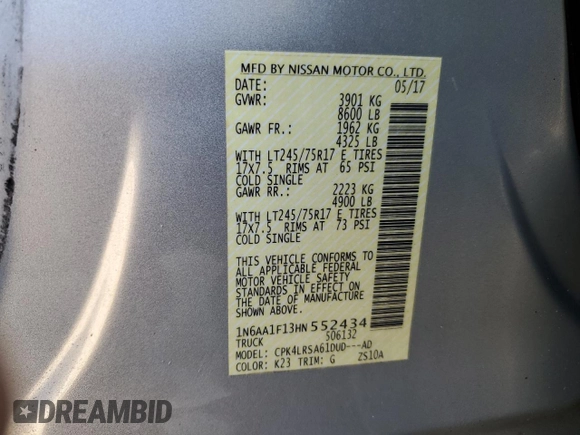 MFD BY NISSAN MOTOR CO., LTD.
DATE: 05/17
GVWR: 3901 KG
8600 LB
GAWR FR.: 1962 KG
4325 LB
WITH LT245/75R17 E TIRES
17x7.5 RIMS AT 65 PSI
COLD SINGLE
GAWR RR.: 2223 KG
4900 LB
WITH LT245/75R17 E TIRES
17x7.5 RIMS AT 73 PSI
COLD SINGLE
THIS VEHICLE CONFORMS TO
ALL APPLICABLE FEDERAL
MOTOR VEHICLE SAFETY
STANDARDS IN EFFECT ON
THE DATE OF MANUFACTURE
SHOWN ABOVE.
1N6AA1F13HN552434
TRUCK 506132
MODEL: CPK4LRSA61DUD---AD
COLOR: K23 TRIM: G ZS10A
DREAMBID